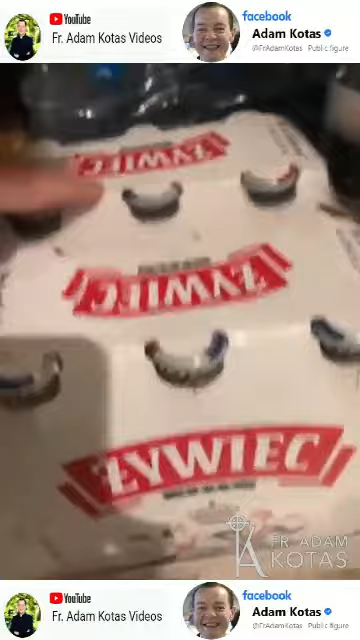 YouTube
Fr. Adam Kotas Videos
facebook
Adam Kotas
@FrAdamKotas · Public figure
ŻYWIEC
ŻYWIEC
ŻYWIEC
FR. ADAM
KOTAS
YouTube
Fr. Adam Kotas Videos
facebook
Adam Kotas
@FrAdamKotas · Public figure